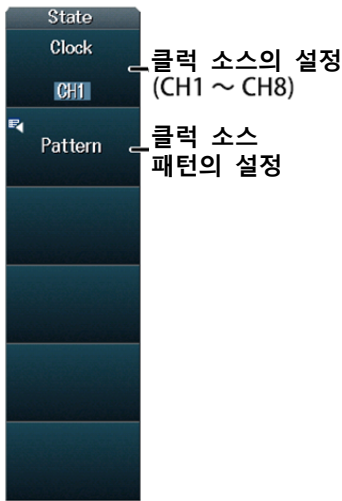 State
Clock
CH1
클럭 소스의 설정
(CH1 ～ CH8)
Pattern
클럭 소스
패턴의 설정